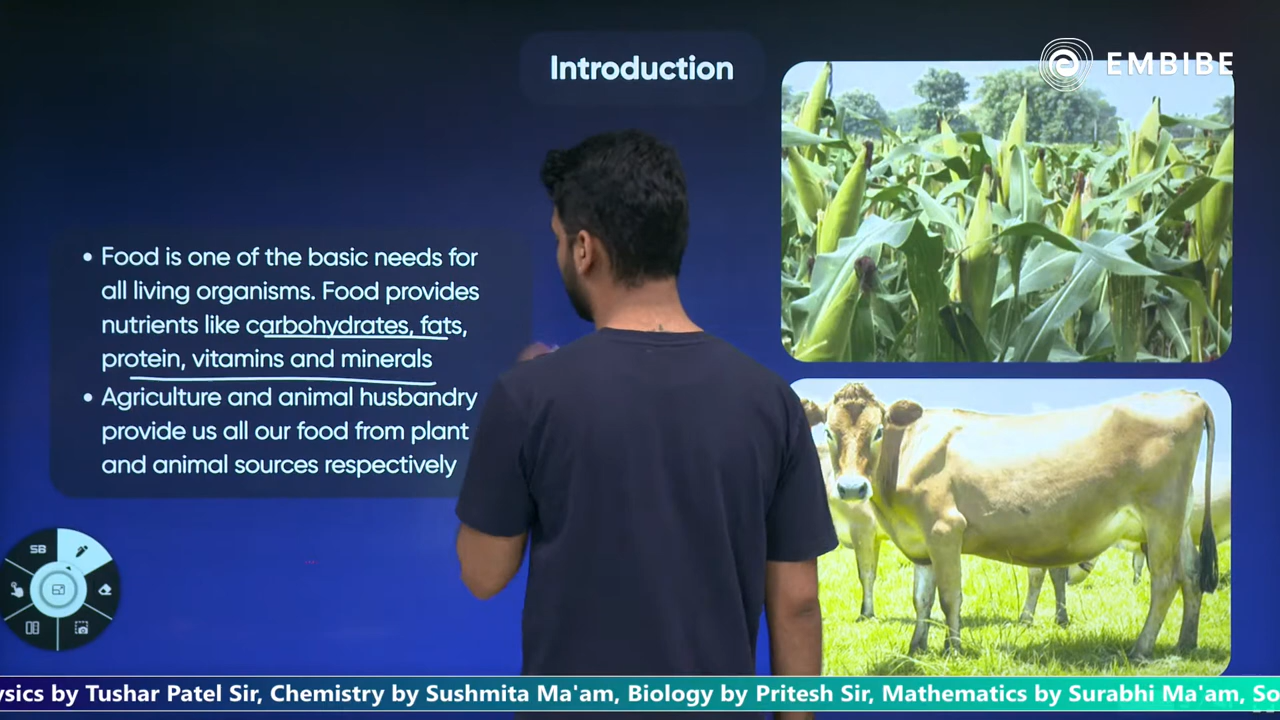 Introduction
EMBIBE
• Food is one of the basic needs for
all living organisms. Food provides
nutrients like carbohydrates, fats,
protein, vitamins and minerals
• Agriculture and animal husbandry
provide us all our food from plant
and animal sources respectively
SB
ysics by Tushar Patel Sir, Chemistry by Sushmita Ma'am, Biology by Pritesh Sir, Mathematics by Surabhi Ma'am, So